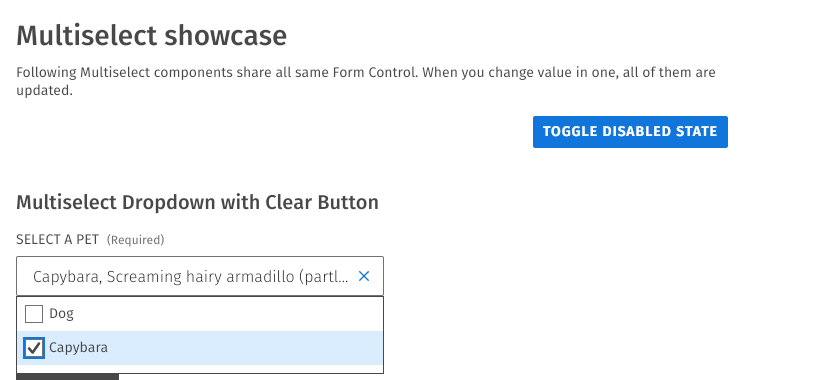 Multiselect showcase
Following Multiselect components share all same Form Control. When you change value in one, all of them are
updated.
TOGGLE DISABLED STATE
Multiselect Dropdown with Clear Button
SELECT A PET (Required)
Capybara, Screaming hairy armadillo (partl...
Dog
Capybara